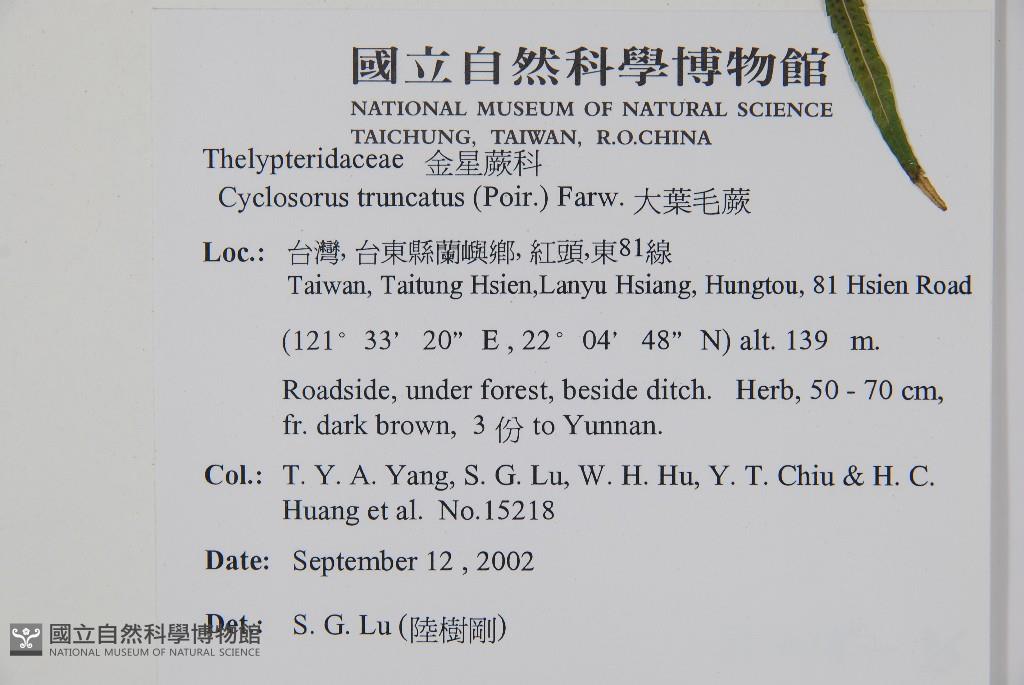 國立自然科學博物館
NATIONAL MUSEUM OF NATURAL SCIENCE
TAICHUNG, TAIWAN, R.O.CHINA
Thelypteridaceae 金星蕨科
Cyclosorus truncatus (Poir.) Farw. 大葉毛蕨
Loc.: 台灣, 台東縣蘭嶼鄉, 紅頭,東81線
Taiwan, Taitung Hsien,Lanyu Hsiang, Hungtou, 81 Hsien Road
(121° 33’ 20” E , 22° 04’ 48” N) alt. 139 m.
Roadside, under forest, beside ditch. Herb, 50 - 70 cm,
fr. dark brown, 3 份 to Yunnan.
Col.: T. Y. A. Yang, S. G. Lu, W. H. Hu, Y. T. Chiu & H. C.
Huang et al. No.15218
Date: September 12 , 2002
Det.: S. G. Lu (陸樹剛)
國立自然科學博物館
NATIONAL MUSEUM OF NATURAL SCIENCE